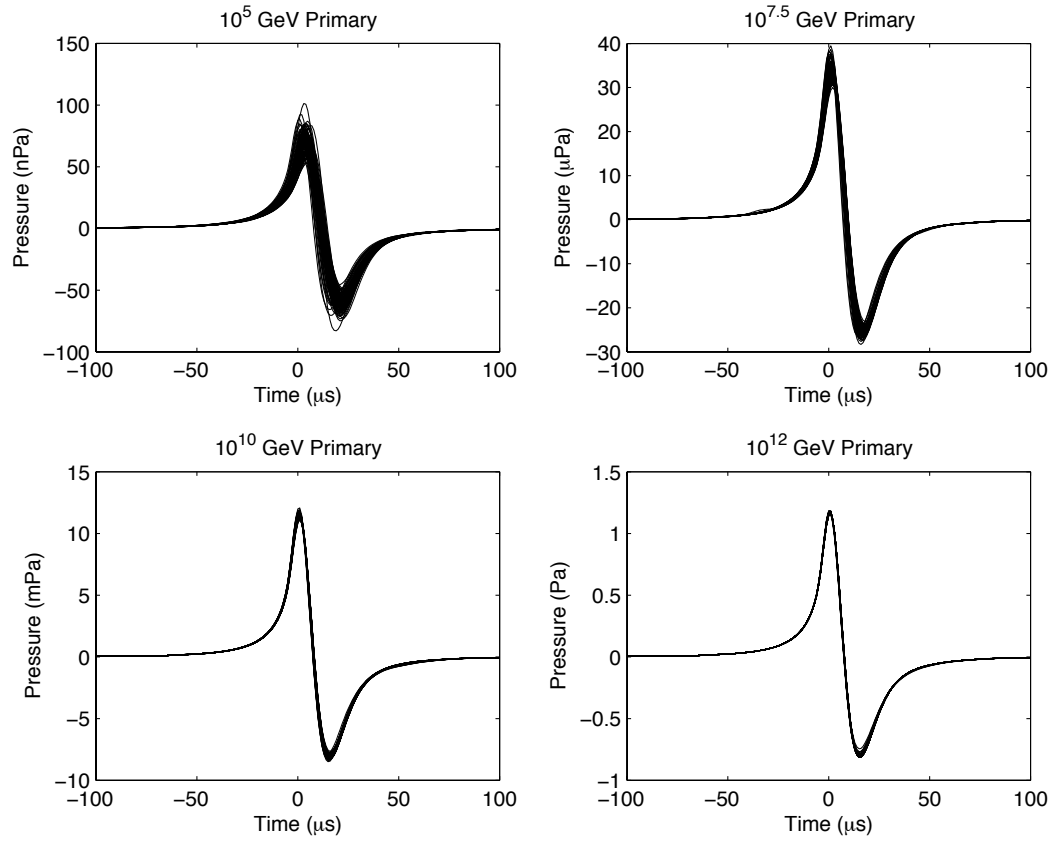 10^5 GeV Primary
150
100
50
0
−50
−100
Pressure (nPa)
−100 −50 0 50 100
Time (μs)
10^7.5 GeV Primary
40
30
20
10
0
−10
−20
−30
Pressure (μPa)
−100 −50 0 50 100
Time (μs)
10^10 GeV Primary
15
10
5
0
−5
−10
Pressure (mPa)
−100 −50 0 50 100
Time (μs)
10^12 GeV Primary
1.5
1
0.5
0
−0.5
−1
Pressure (Pa)
−100 −50 0 50 100
Time (μs)